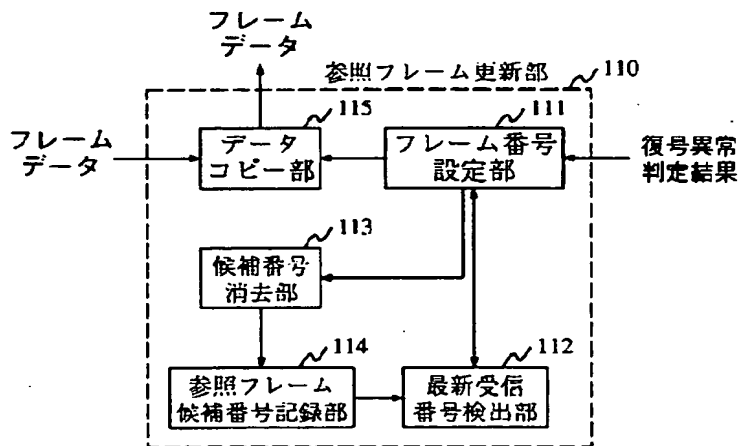 フレーム
データ
参照フレーム更新部
110
115
111
フレーム
データ
データ
コピー部
フレーム番号
設定部
復号異常
判定結果
113
候補番号
消去部
114
112
参照フレーム
候補番号記録部
最新受信
番号検出部